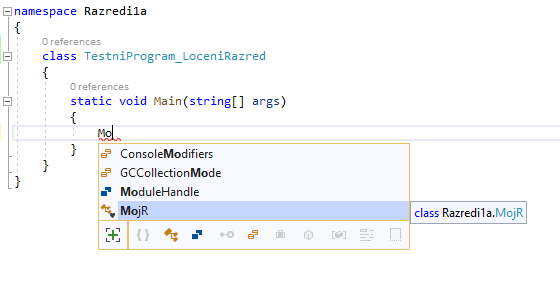 namespace Razredi1a
{
0 references
class TestniProgram_LoceniRazred
{
0 references
static void Main(string[] args)
{
Mo
}
}
}
ConsoleModifiers
GCCollectionMode
ModuleHandle
MojR
class Razredi1a.MojR